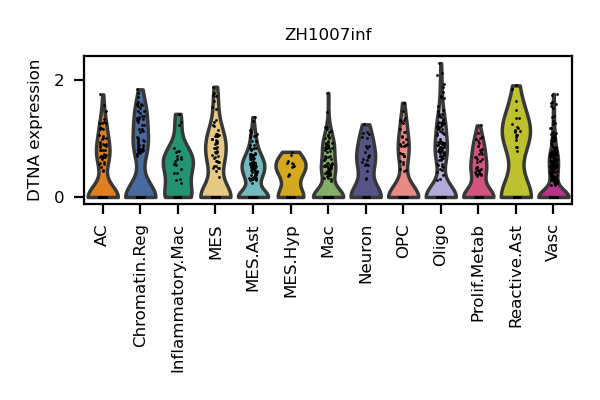 ZH1007inf
DTNA expression
2
0
AC
Chromatin.Reg
Inflammatory.Mac
MES
MES.Ast
MES.Hyp
Mac
Neuron
OPC
Oligo
Prolif.Metab
Reactive.Ast
Vasc